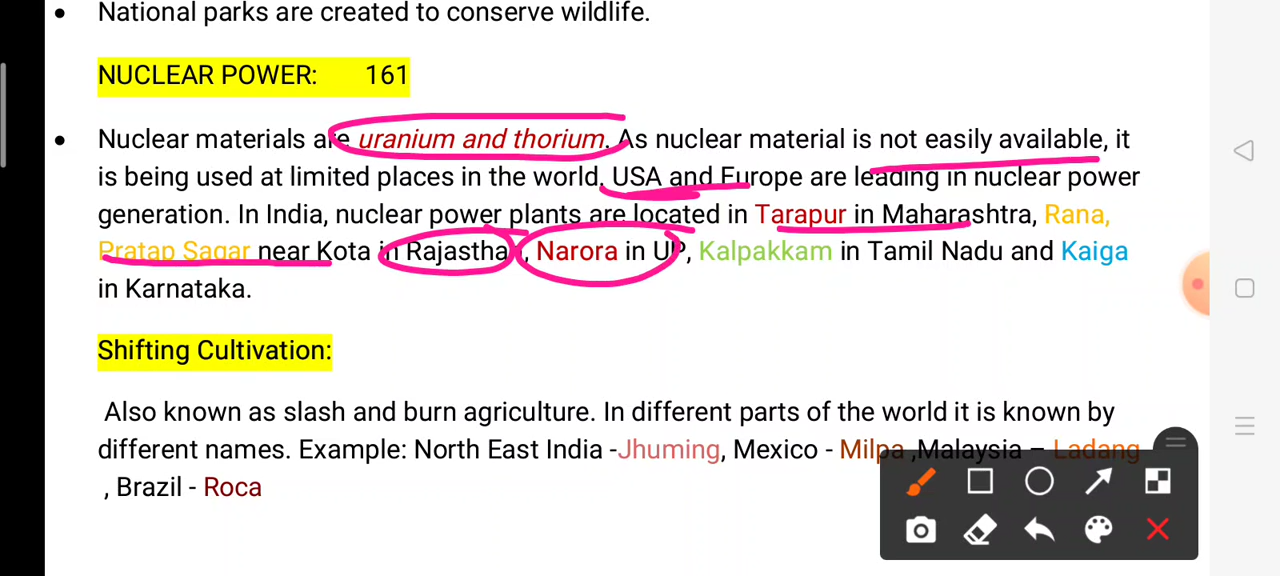 National parks are created to conserve wildlife.
NUCLEAR POWER: 161
Nuclear materials are uranium and thorium. As nuclear material is not easily available, it
is being used at limited places in the world. USA and Europe are leading in nuclear power
generation. In India, nuclear power plants are located in Tarapur in Maharashtra, Rana,
Pratap Sagar near Kota in Rajasthan, Narora in UP, Kalpakkam in Tamil Nadu and Kaiga
in Karnataka.
Shifting Cultivation:
Also known as slash and burn agriculture. In different parts of the world it is known by
different names. Example: North East India -Jhuming, Mexico - Milpa ,Malaysia – Ladang
, Brazil - Roca